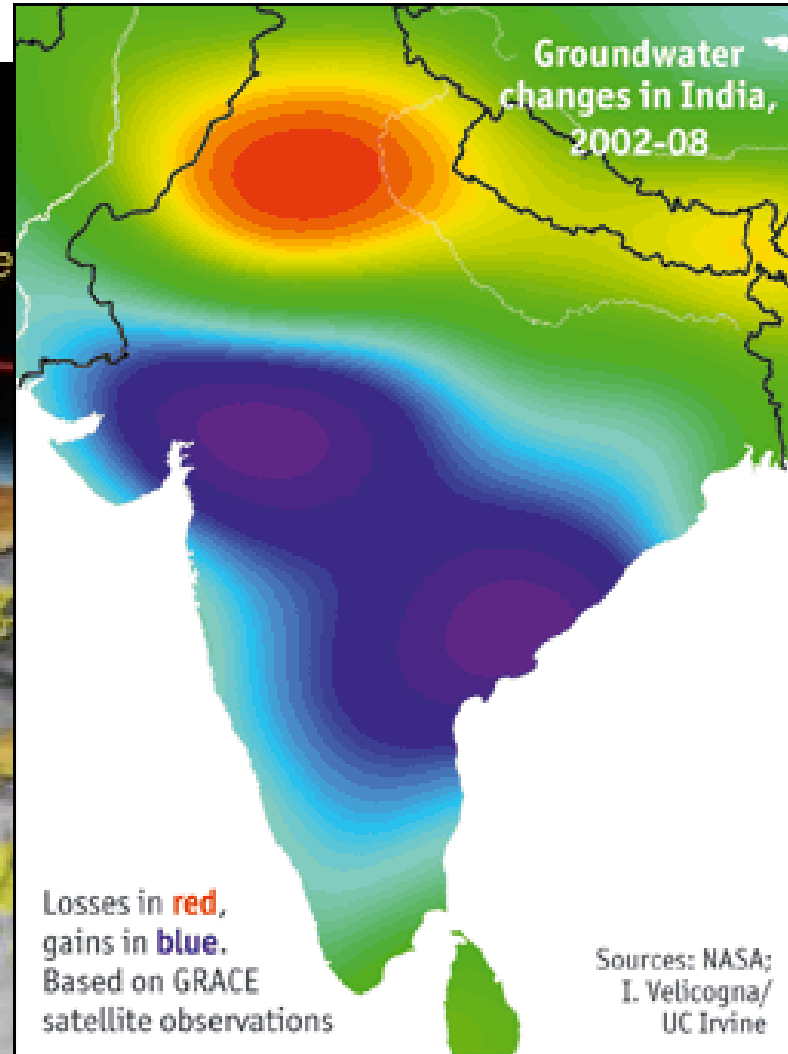 Groundwater
changes in India,
2002-08
Losses in red,
gains in blue.
Based on GRACE
satellite observations
Sources: NASA;
I. Velicogna/
UC Irvine